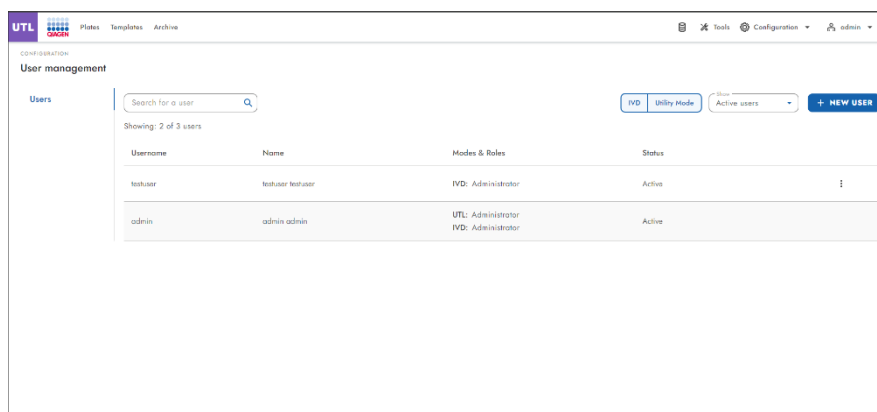 UTL QIAGEN Plates Templates Archive Tools Configuration admin
CONFIGURATION
User management
Users
Search for a user
IVD Utility Mode
Show
Active users
+ NEW USER
Showing: 2 of 3 users
Username Name Modes & Roles Status
testuser testuser testuser IVD: Administrator Active
admin admin admin UTL: Administrator Active
IVD: Administrator